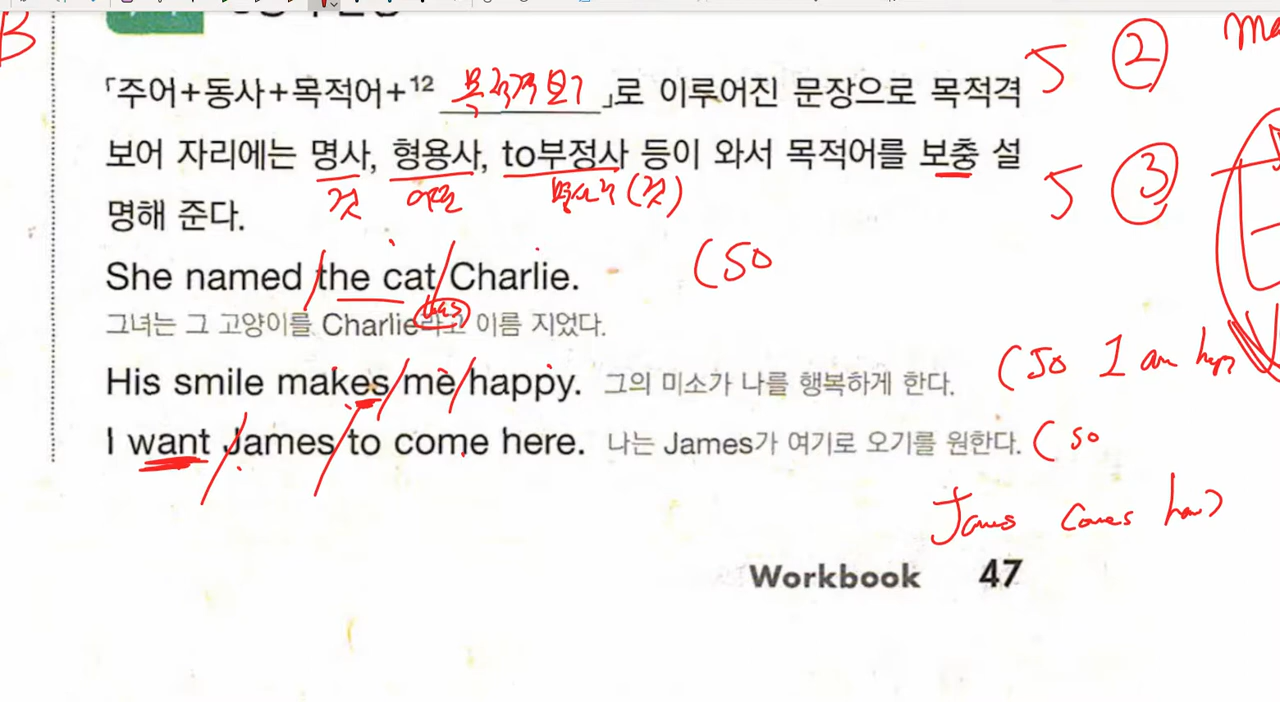 「주어+동사+목적어+¹² 목적격보어」로 이루어진 문장으로 목적격 5 ②
보어 자리에는 명사, 형용사, to부정사 등이 와서 목적어를 보충 설 5 ③
것 (것)
명해 준다.
She named / the cat / Charlie. (so
그녀는 그 고양이를 Charlie라고 이름 지었다.
His smile makes / me / happy. 그의 미소가 나를 행복하게 한다. (so I am
I want / James / to come here. 나는 James가 여기로 오기를 원한다. (so
James comes
Workbook 47